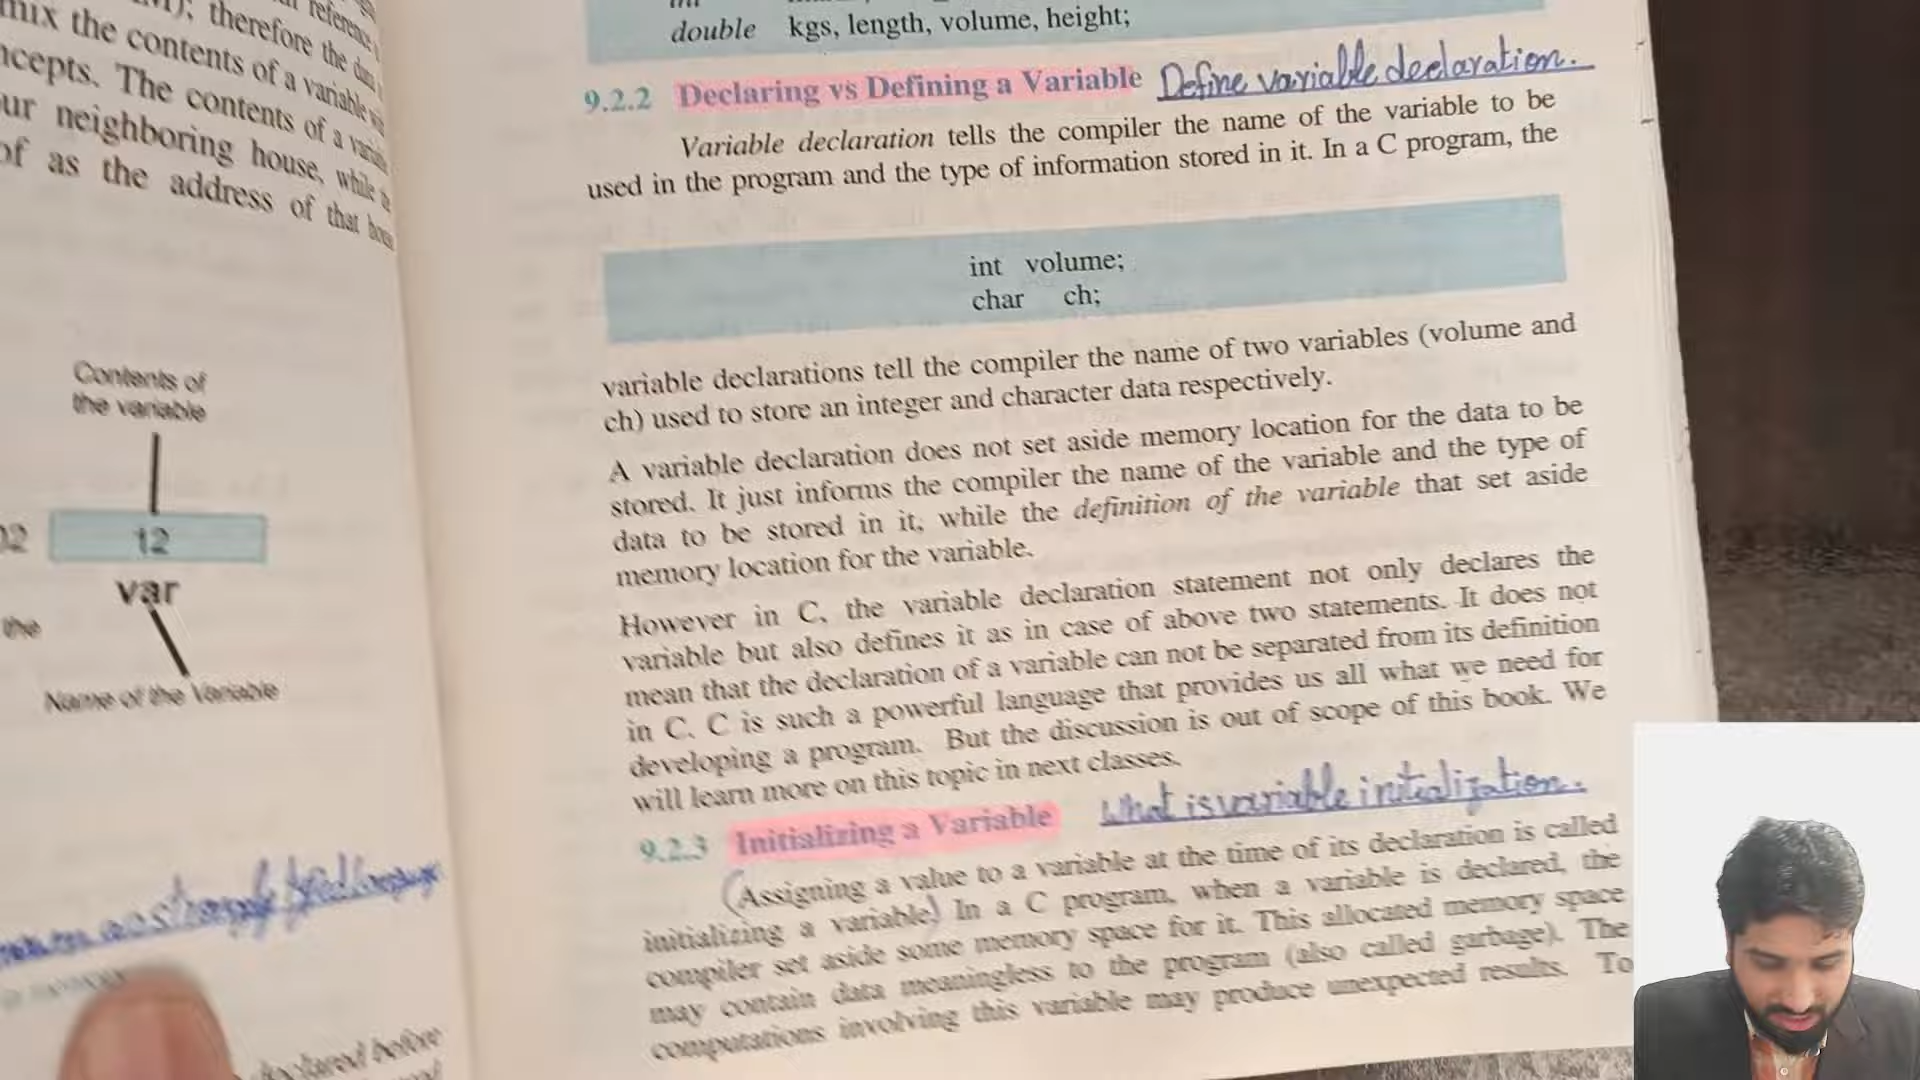 reference
therefore the
mix the contents of a variable
The contents of a
neighboring house, while
of as the address of that
Contents of
the variable
12
var
the
Name of the Variable
declared before
double kgs, length, volume, height;
9.2.2 Declaring vs Defining a Variable Define variable declaration.
Variable declaration tells the compiler the name of the variable to be
used in the program and the type of information stored in it. In a C program, the
int volume;
char ch;
variable declarations tell the compiler the name of two variables (volume and
ch) used to store an integer and character data respectively.
A variable declaration does not set aside memory location for the data to be
stored. It just informs the compiler the name of the variable and the type of
data to be stored in it, while the definition of the variable that set aside
memory location for the variable.
However in C, the variable declaration statement not only declares the
variable but also defines it as in case of above two statements. It does not
mean that the declaration of a variable can not be separated from its definition
in C. C is such a powerful language that provides us all what we need for
developing a program. But the discussion is out of scope of this book. We
will learn more on this topic in next classes.
9.2.3 Initializing a Variable What is variable initialization.
(Assigning a value to a variable at the time of its declaration is called
initializing a variable) In a C program, when a variable is declared, the
compiler set aside some memory space for it. This allocated memory space
may contain data meaningless to the program (also called garbage). The
computations involving this variable may produce unexpected results. To